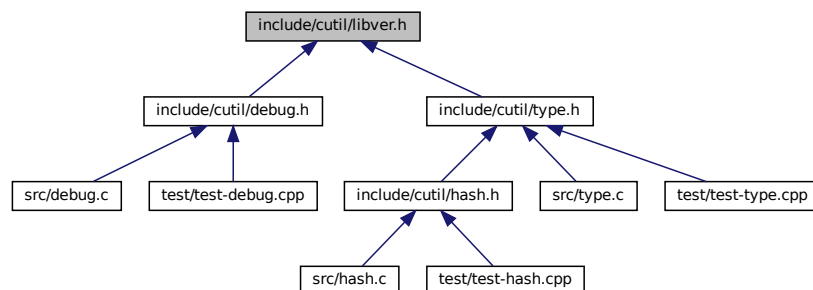 include/cutil/libver.h
include/cutil/debug.h
include/cutil/type.h
src/debug.c
test/test-debug.cpp
include/cutil/hash.h
src/type.c
test/test-type.cpp
src/hash.c
test/test-hash.cpp